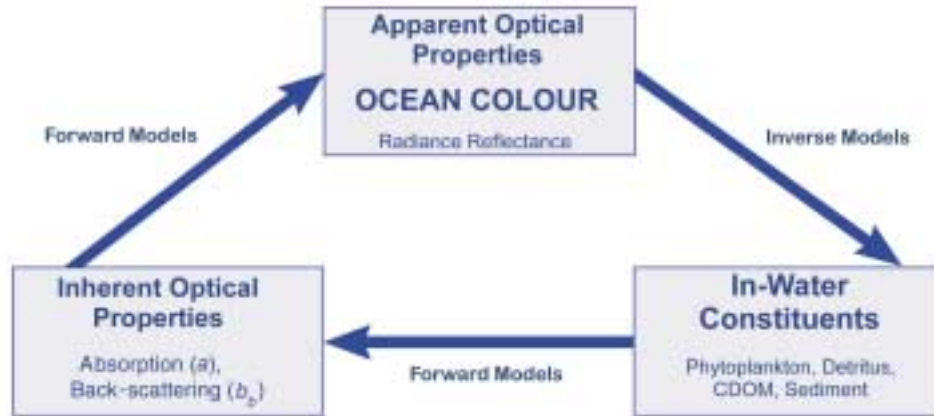 Apparent Optical
Properties
OCEAN COLOUR
Radiance Reflectance
Forward Models
Inverse Models
Inherent Optical
Properties
Absorption (a),
Back-scattering (b_b)
Forward Models
In-Water
Constituents
Phytoplankton, Detritus,
CDOM, Sediment